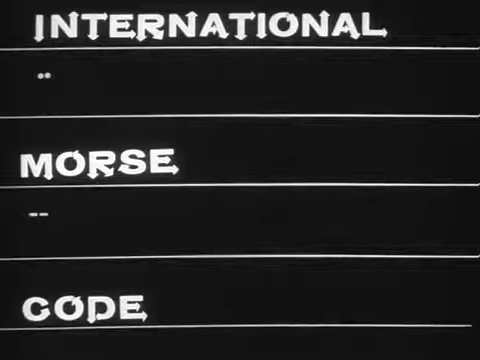 INTERNATIONAL
••
MORSE
--
CODE